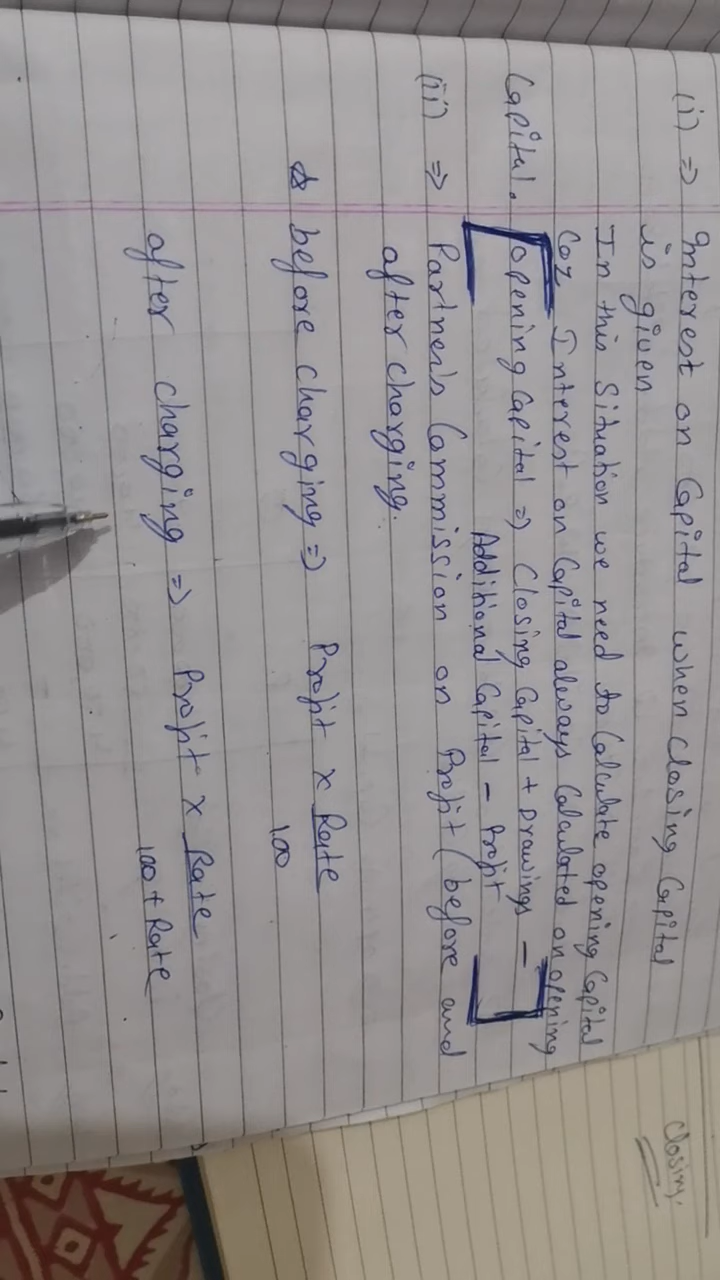 (i) ⇒ Interest on Capital when Closing Capital
is given
In this situation we need to Calculate opening Capital
Coz Interest on Capital always Calculated on opening
Capital.
opening Capital ⇒ Closing Capital + Drawings –
Additional Capital – Profit
(ii) ⇒ Partner's Commission on Profit (before and
after charging.
before charging ⇒ Profit × Rate
100
after charging ⇒ Profit × Rate
100 + Rate
Closing.